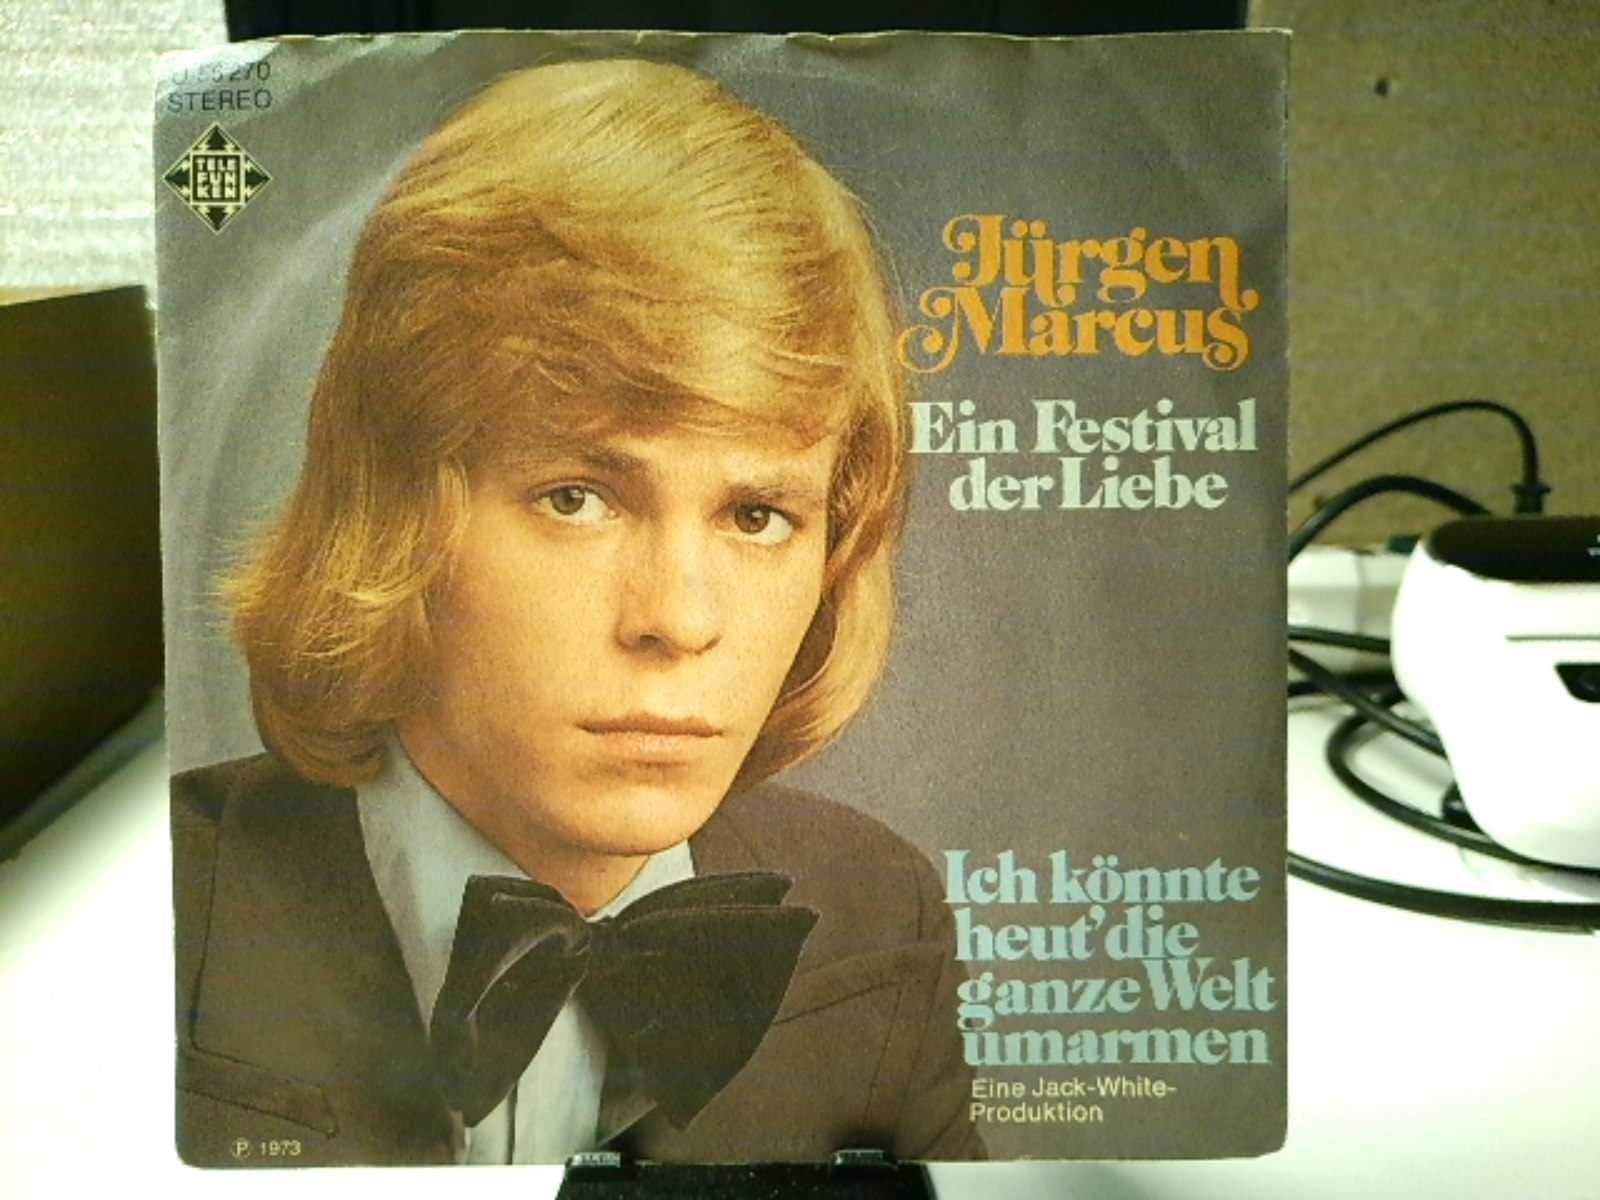 U 56270
STEREO
TELE
FUN
KEN
Jürgen
Marcus
Ein Festival
der Liebe
Ich könnte
heut' die
ganze Welt
umarmen
Eine Jack-White-
Produktion
℗ 1973